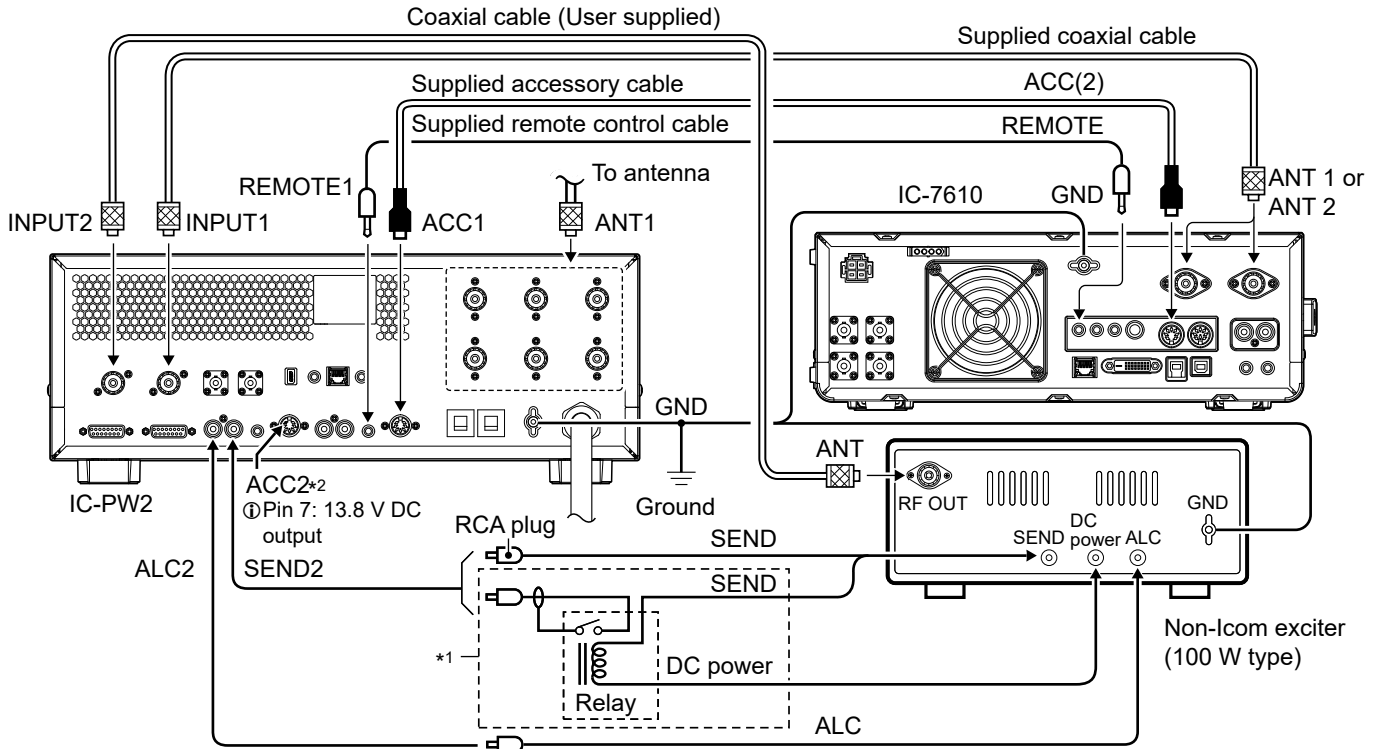 Coaxial cable (User supplied)
Supplied coaxial cable
Supplied accessory cable
ACC(2)
Supplied remote control cable
REMOTE
To antenna
REMOTE1
IC-7610
GND
ANT 1 or
ANT 2
INPUT2
INPUT1
ACC1
ANT1
GND
ANT
IC-PW2
ACC2*2
ⓘPin 7: 13.8 V DC
output
Ground
RF OUT
GND
RCA plug
SEND
SEND
DC
power
ALC
ALC2
SEND2
SEND
*1
DC power
Relay
Non-Icom exciter
(100 W type)
ALC